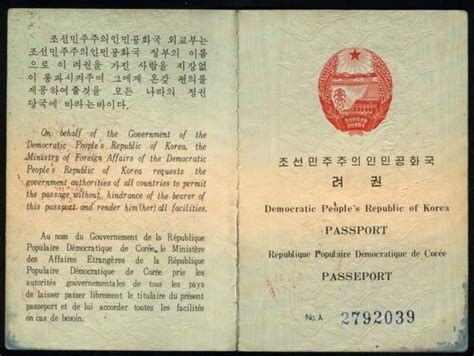 조선민주주의인민공화국 외교부는
조선민주주의인민공화국 정부의 이름
으로 이 려권을 가진 사람을 지장없
이 통과시켜주며 그에게 온갖 편의를
제공하여줄것을 모든 나라의 정권
당국에 바라는바이다.
On behalf of the Government of the
Democratic People's Republic of Korea,
the Ministry of Foreign Affairs of the Democratic
People's Republic of Korea requests the
government authorities of all countries to permit
the passage without hindrance of the bearer of
this passport and render him(her) all facilities.
Au nom du Gouvernement de la République
Populaire Démocratique de Corée, le Ministère
des Affaires Etrangères de la République
Populaire Démocratique de Corée prie les
autorités gouvernementales de tous les pays
de laisser passer librement le titulaire du présent
passeport et de lui accorder toutes les facilités
en cas de besoin.
조선민주주의인민공화국
려 권
Democratic People's Republic of Korea
PASSPORT
République Populaire Démocratique de Corée
PASSEPORT
No.A 2792039